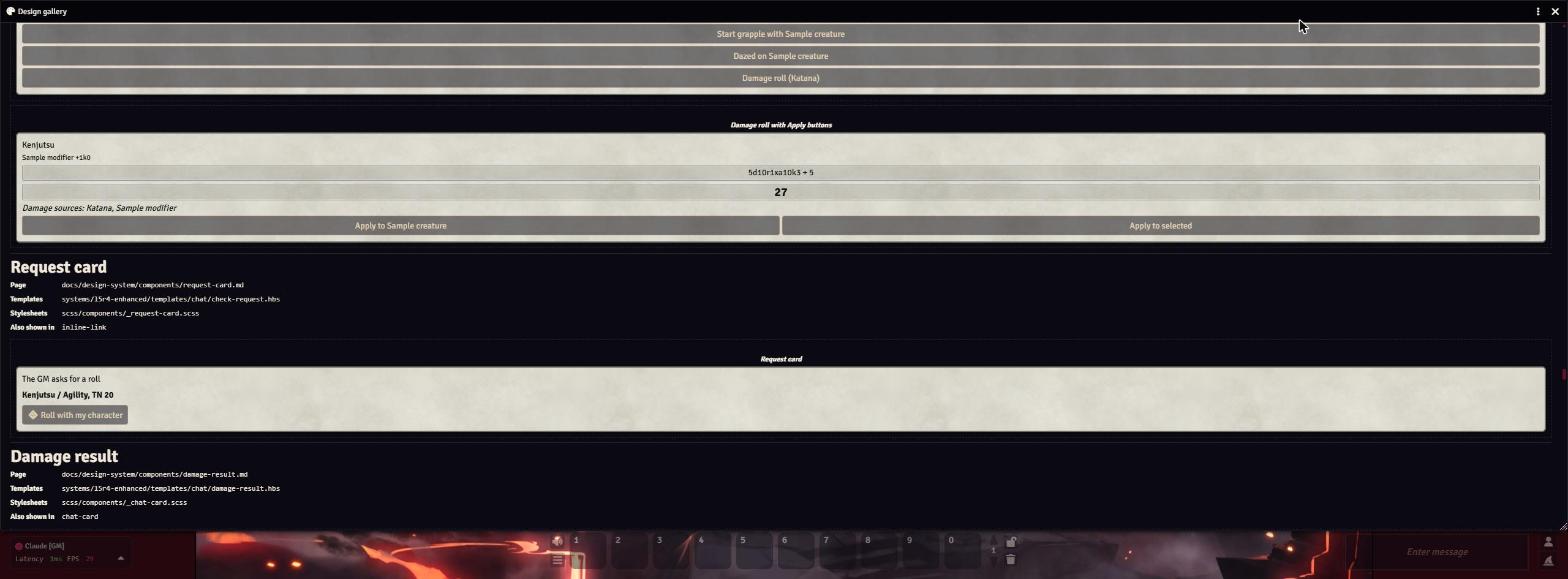 Design gallery
Start grapple with Sample creature
Dazed on Sample creature
Damage roll (Katana)
Damage roll with Apply buttons
Kenjutsu
Sample modifier +1k0
5d10r1xa10k3 + 5
27
Damage sources: Katana, Sample modifier
Apply to Sample creature
Apply to selected
Request card
Page docs/design-system/components/request-card.md
Templates systems/l5r4-enhanced/templates/chat/check-request.hbs
Stylesheets scss/components/_request-card.scss
Also shown in inline-link
Request card
The GM asks for a roll
Kenjutsu / Agility, TN 20
Roll with my character
Damage result
Page docs/design-system/components/damage-result.md
Templates systems/l5r4-enhanced/templates/chat/damage-result.hbs
Stylesheets scss/components/_chat-card.scss
Also shown in chat-card
Claude [GM]
Latency 3ms FPS 29
1 2 3 4 5 6 7 8 9 0
1
Enter message